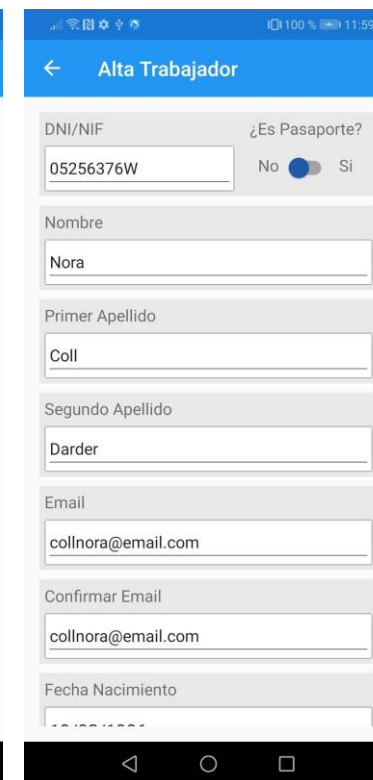 100 % 11:59
Alta Trabajador
DNI/NIF ¿Es Pasaporte?
05256376W No Si
Nombre
Nora
Primer Apellido
Coll
Segundo Apellido
Darder
Email
collnora@email.com
Confirmar Email
collnora@email.com
Fecha Nacimiento